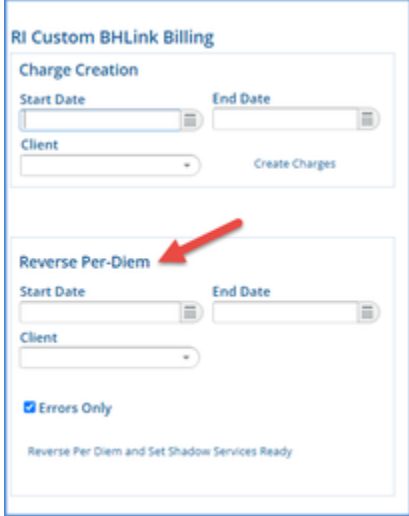 RI Custom BHLink Billing
Charge Creation
Start Date End Date
Client
Create Charges
Reverse Per-Diem
Start Date End Date
Client
Errors Only
Reverse Per Diem and Set Shadow Services Ready